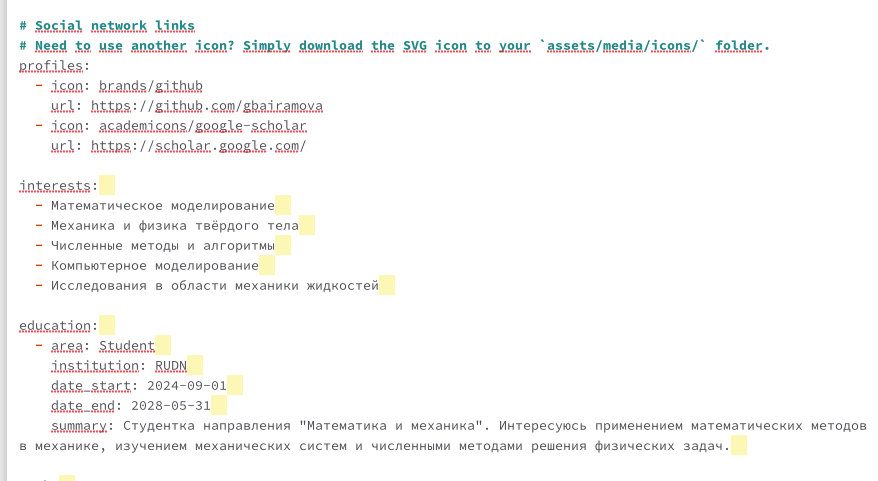 # Social network links
# Need to use another icon? Simply download the SVG icon to your `assets/media/icons/` folder.
profiles:
  - icon: brands/github
    url: https://github.com/gbairamova
  - icon: academicons/google-scholar
    url: https://scholar.google.com/

interests:
  - Математическое моделирование
  - Механика и физика твёрдого тела
  - Численные методы и алгоритмы
  - Компьютерное моделирование
  - Исследования в области механики жидкостей

education:
  - area: Student
    institution: RUDN
    date_start: 2024-09-01
    date_end: 2028-05-31
    summary: Студентка направления "Математика и механика". Интересуюсь применением математических методов
в механике, изучением механических систем и численными методами решения физических задач.